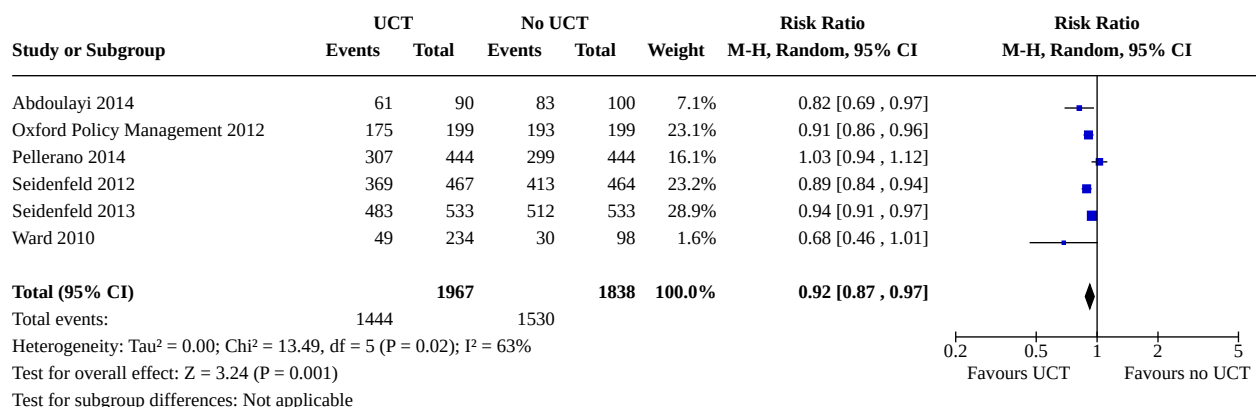 UCT No UCT Risk Ratio Risk Ratio
Study or Subgroup Events Total Events Total Weight M-H, Random, 95% CI M-H, Random, 95% CI
Abdoulayi 2014 61 90 83 100 7.1% 0.82 [0.69 , 0.97]
Oxford Policy Management 2012 175 199 193 199 23.1% 0.91 [0.86 , 0.96]
Pellerano 2014 307 444 299 444 16.1% 1.03 [0.94 , 1.12]
Seidenfeld 2012 369 467 413 464 23.2% 0.89 [0.84 , 0.94]
Seidenfeld 2013 483 533 512 533 28.9% 0.94 [0.91 , 0.97]
Ward 2010 49 234 30 98 1.6% 0.68 [0.46 , 1.01]
Total (95% CI) 1967 1838 100.0% 0.92 [0.87 , 0.97]
Total events: 1444 1530
Heterogeneity: Tau² = 0.00; Chi² = 13.49, df = 5 (P = 0.02); I² = 63%
0.2 0.5 1 2 5
Test for overall effect: Z = 3.24 (P = 0.001)
Favours UCT Favours no UCT
Test for subgroup differences: Not applicable